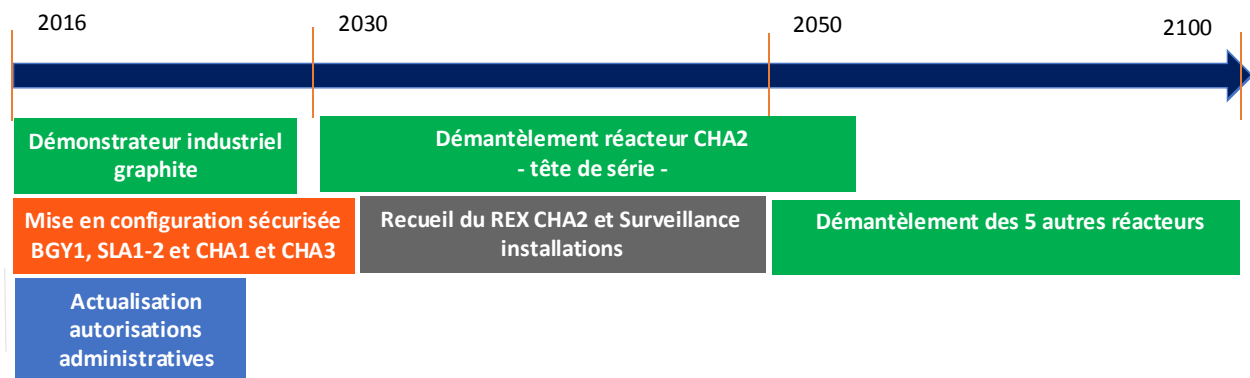 2016
2030
2050
2100
Démonstrateur industriel
graphite
Démantèlement réacteur CHA2
- tête de série -
Mise en configuration sécurisée
BGY1, SLA1-2 et CHA1 et CHA3
Recueil du REX CHA2 et Surveillance
installations
Démantèlement des 5 autres réacteurs
Actualisation
autorisations
administratives